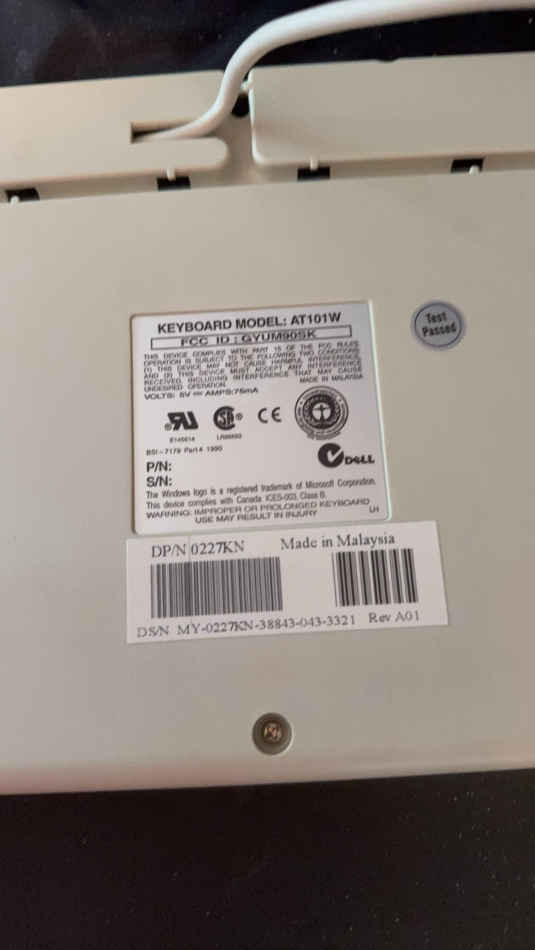 KEYBOARD MODEL: AT101W
FCC ID : GYUM90SK
THIS DEVICE COMPLIES WITH PART 15 OF THE FCC RULES
OPERATION IS SUBJECT TO THE FOLLOWING TWO CONDITIONS
(1) THIS DEVICE MAY NOT CAUSE HARMFUL INTERFERENCE,
AND (2) THIS DEVICE MUST ACCEPT ANY INTERFERENCE
RECEIVED, INCLUDING INTERFERENCE THAT MAY CAUSE
UNDESIRED OPERATION. MADE IN MALAYSIA
VOLTS: 5V AMPS:75mA
Test
Passed
CE
BSI-7179 Part4 1990
DELL
P/N:
S/N:
The Windows logo is a registered trademark of Microsoft Corporation.
This device complies with Canada ICES-003, Class B.
WARNING: IMPROPER OR PROLONGED KEYBOARD
USE MAY RESULT IN INJURY LH
DP/N 0227KN Made in Malaysia
DS/N MY-0227KN-38843-043-3321 Rev A01